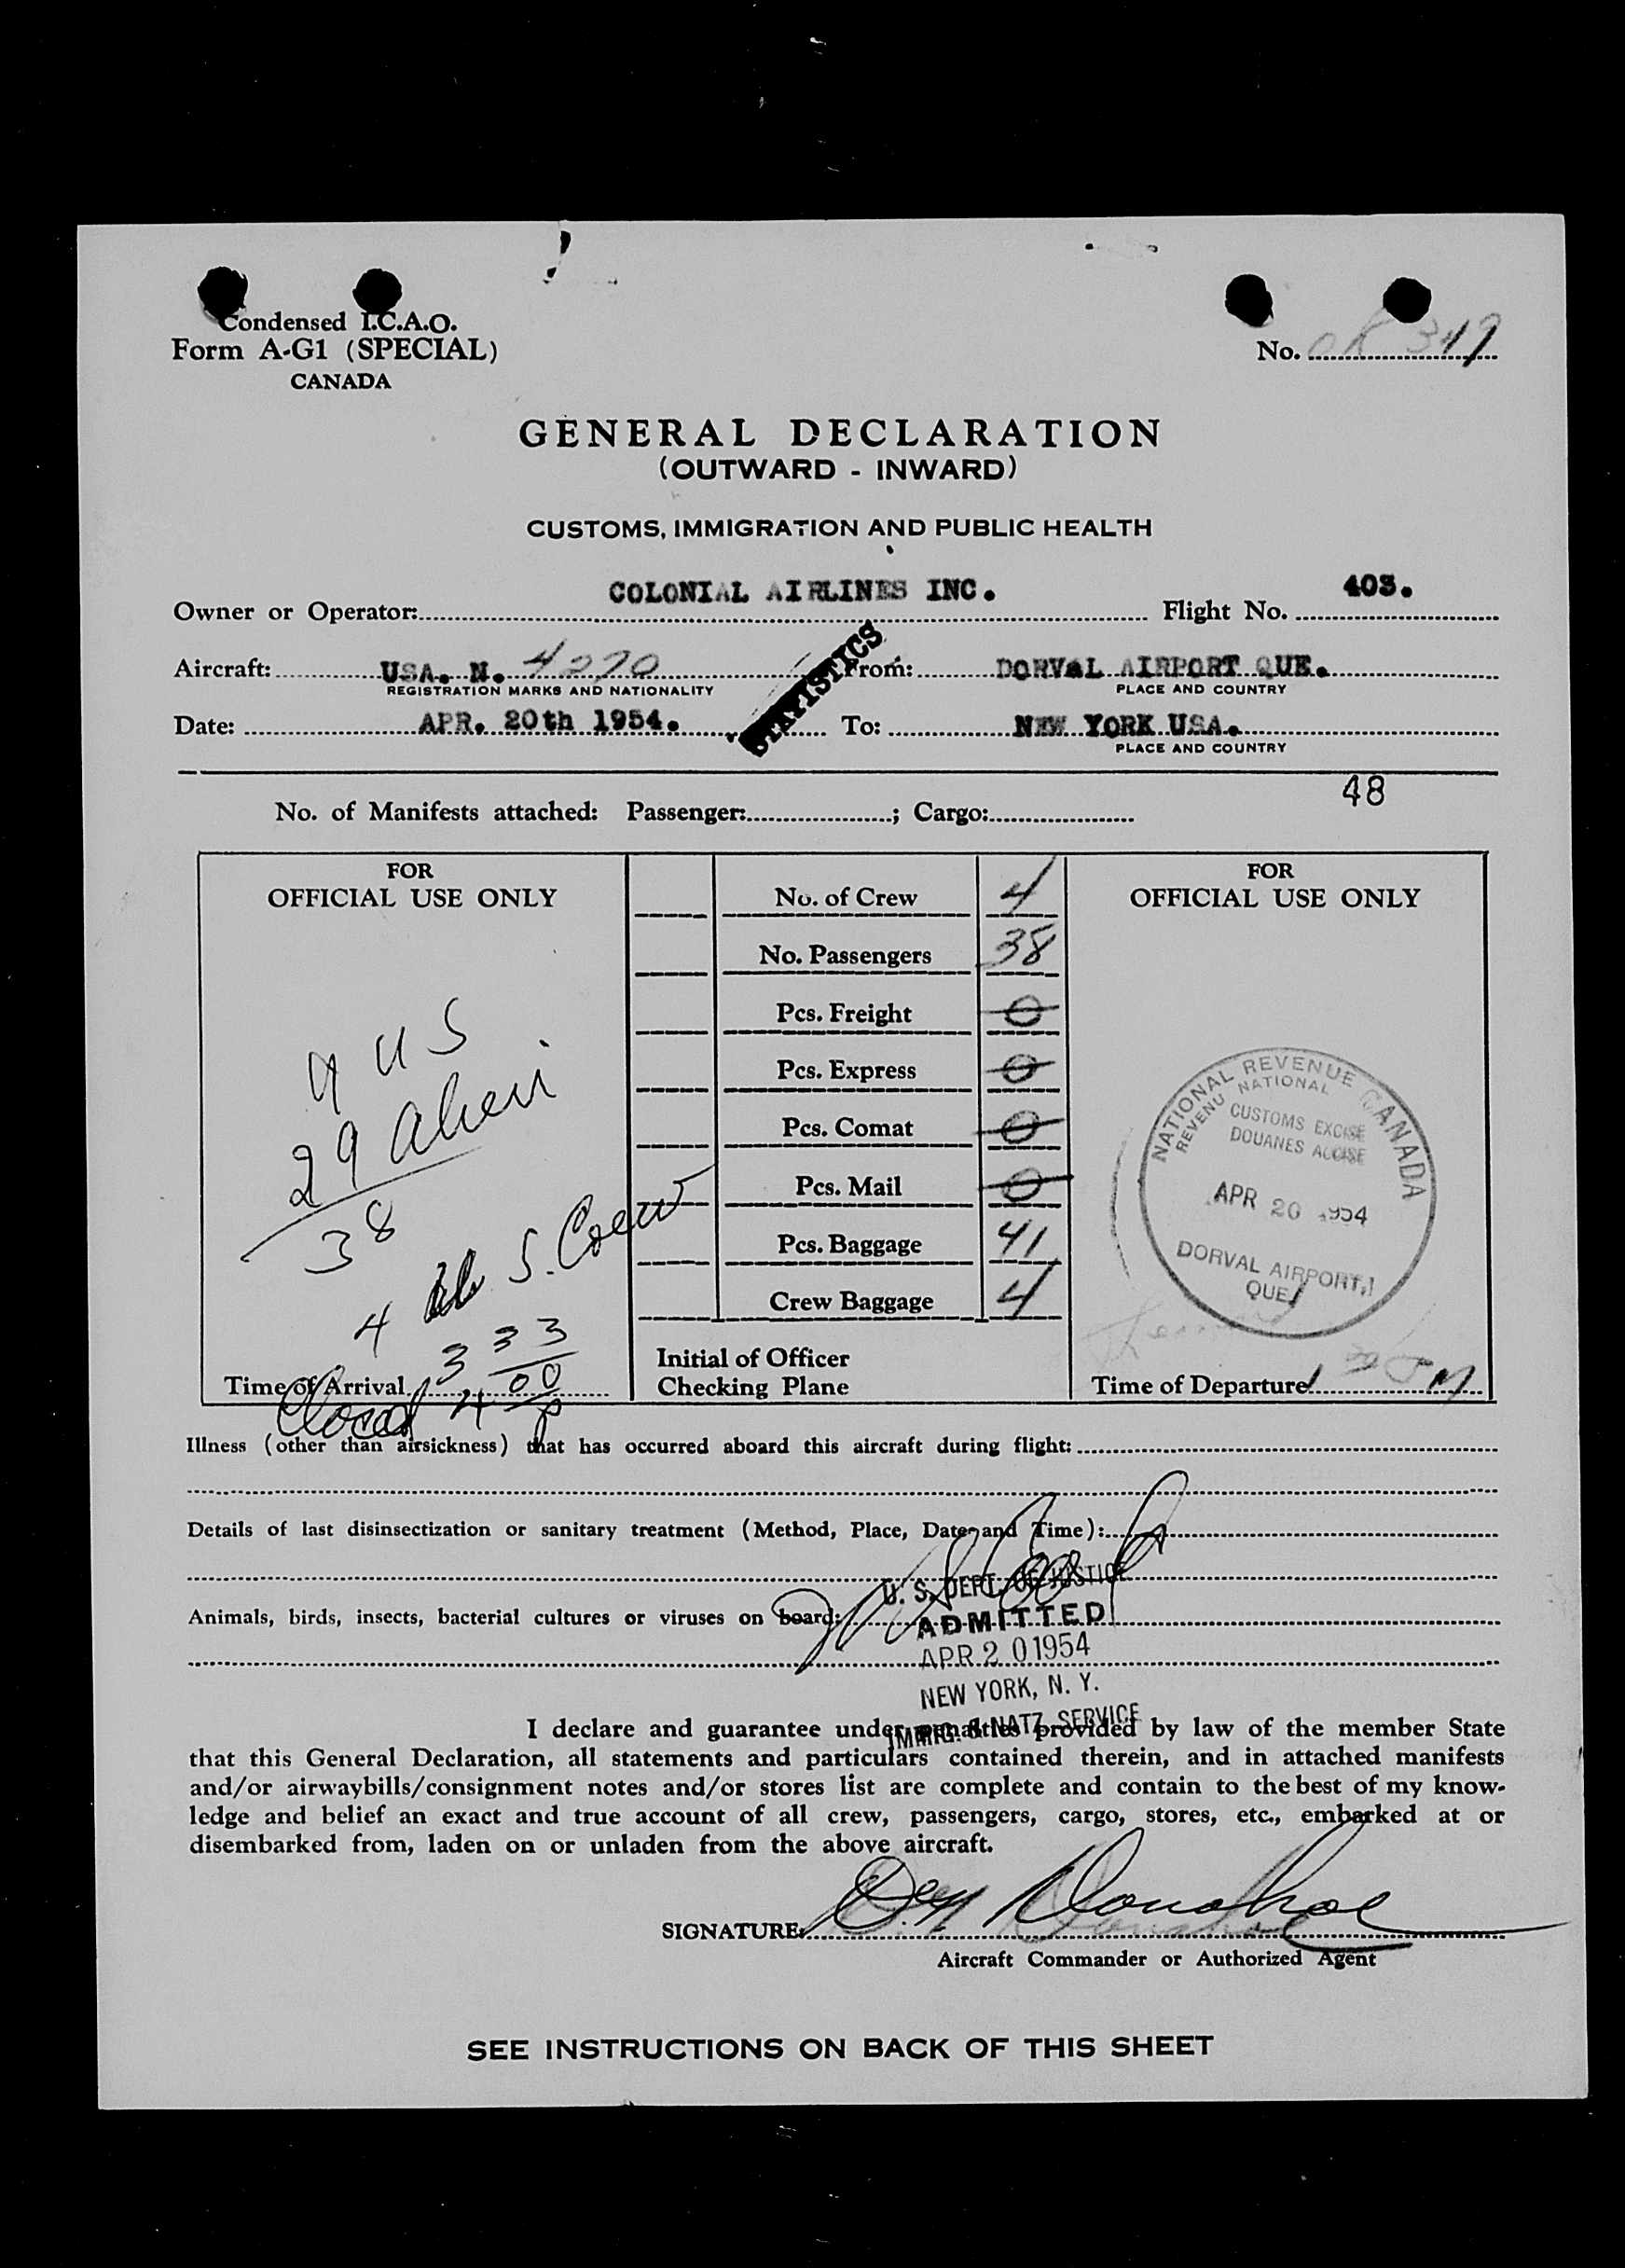 Condensed I.C.A.O.
Form A-G1 (SPECIAL)
CANADA
No. OK 349
GENERAL DECLARATION
(OUTWARD - INWARD)
CUSTOMS, IMMIGRATION AND PUBLIC HEALTH
Owner or Operator: COLONIAL AIRLINES INC. Flight No. 403.
Aircraft: USA. N. 4270 From: DORVAL AIRPORT QUE.
REGISTRATION MARKS AND NATIONALITY PLACE AND COUNTRY
STATISTICS
Date: APR. 20th 1954. To: NEW YORK USA.
PLACE AND COUNTRY
48
No. of Manifests attached: Passenger: ; Cargo:
FOR
OFFICIAL USE ONLY
9 US
29 alien
38
4 U.S. Crew
3 33
Time of Arrival
Closed 4 00 P
No. of Crew 4
No. Passengers 38
Pcs. Freight 0
Pcs. Express 0
Pcs. Comat 0
Pcs. Mail 0
Pcs. Baggage 41
Crew Baggage 4
Initial of Officer
Checking Plane
FOR
OFFICIAL USE ONLY
NATIONAL REVENUE CANADA
REVENU NATIONAL
CUSTOMS EXCISE
DOUANES ACCISE
APR 20 1954
DORVAL AIRPORT,
QUE.
Time of Departure
Illness (other than airsickness) that has occurred aboard this aircraft during flight:
Details of last disinsectization or sanitary treatment (Method, Place, Date and Time):
U. S. DEPT. OF JUSTICE
Animals, birds, insects, bacterial cultures or viruses on board:
ADMITTED
APR 20 1954
NEW YORK, N. Y.
IMMIG. & NATZ. SERVICE
I declare and guarantee under penalties provided by law of the member State
that this General Declaration, all statements and particulars contained therein, and in attached manifests
and/or airwaybills/consignment notes and/or stores list are complete and contain to the best of my know-
ledge and belief an exact and true account of all crew, passengers, cargo, stores, etc., embarked at or
disembarked from, laden on or unladen from the above aircraft.
SIGNATURE: Donohoe
Aircraft Commander or Authorized Agent
SEE INSTRUCTIONS ON BACK OF THIS SHEET